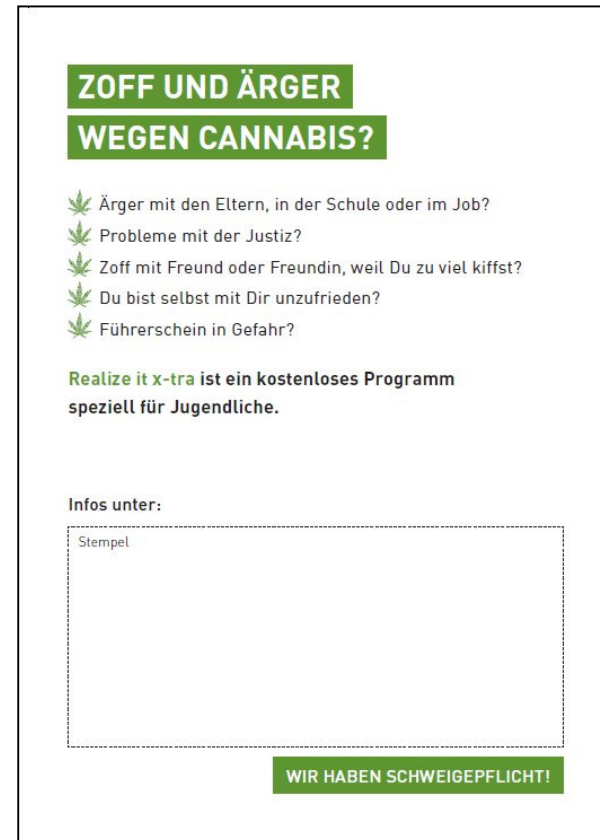 ZOFF UND ÄRGER
WEGEN CANNABIS?
Ärger mit den Eltern, in der Schule oder im Job?
Probleme mit der Justiz?
Zoff mit Freund oder Freundin, weil Du zu viel kiffst?
Du bist selbst mit Dir unzufrieden?
Führerschein in Gefahr?
Realize it x-tra ist ein kostenloses Programm
speziell für Jugendliche.
Infos unter:
Stempel
WIR HABEN SCHWEIGEPFLICHT!